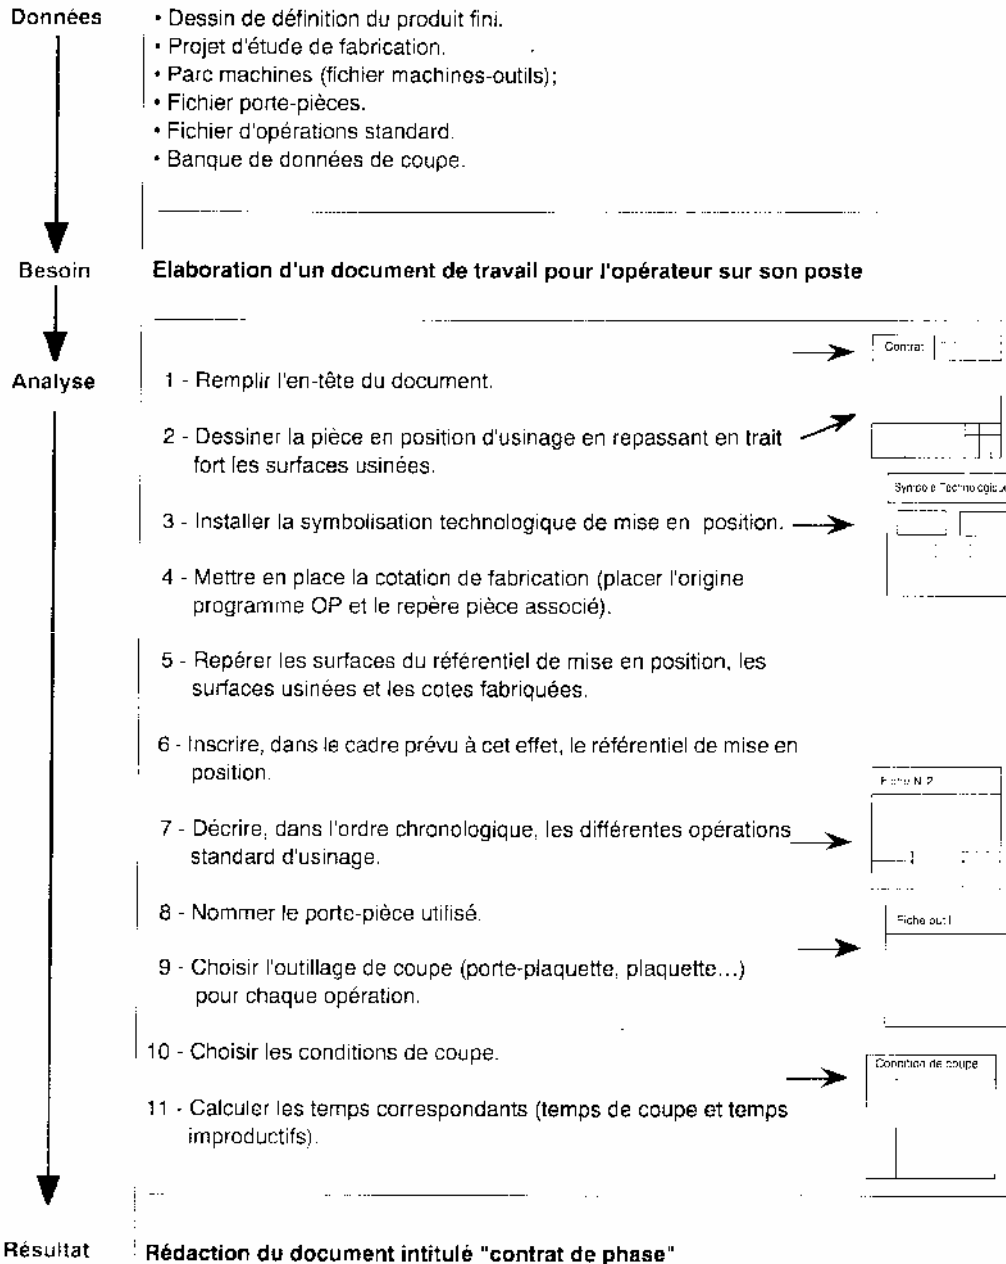 Données
• Dessin de définition du produit fini.
• Projet d'étude de fabrication.
• Parc machines (fichier machines-outils);
• Fichier porte-pièces.
• Fichier d'opérations standard.
• Banque de données de coupe.
Besoin
Elaboration d'un document de travail pour l'opérateur sur son poste
Analyse
Contrat
1 - Remplir l'en-tête du document.
2 - Dessiner la pièce en position d'usinage en repassant en trait
fort les surfaces usinées.
Symbole Technologique
3 - Installer la symbolisation technologique de mise en position.
4 - Mettre en place la cotation de fabrication (placer l'origine
programme OP et le repère pièce associé).
5 - Repérer les surfaces du référentiel de mise en position, les
surfaces usinées et les cotes fabriquées.
6 - Inscrire, dans le cadre prévu à cet effet, le référentiel de mise en
position.
7 - Décrire, dans l'ordre chronologique, les différentes opérations
standard d'usinage.
8 - Nommer le porte-pièce utilisé.
Fiche outil
9 - Choisir l'outillage de coupe (porte-plaquette, plaquette...)
pour chaque opération.
10 - Choisir les conditions de coupe.
Condition de coupe
11 - Calculer les temps correspondants (temps de coupe et temps
improductifs).
Résultat
Rédaction du document intitulé "contrat de phase"